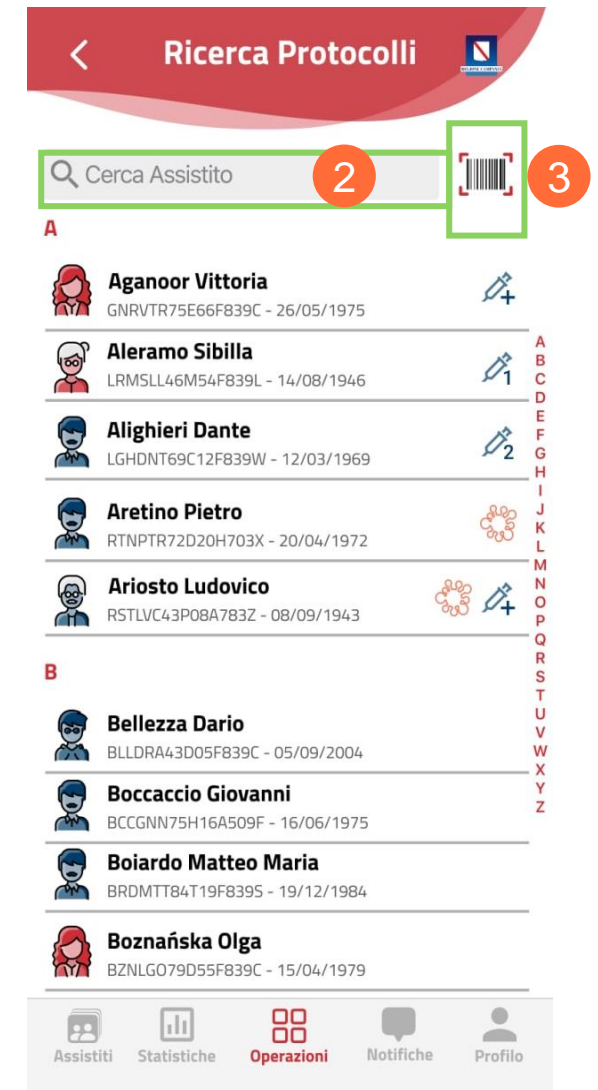 Ricerca Protocolli
Cerca Assistito
2
3
A
Aganoor Vittoria
GNRVTR75E66F839C - 26/05/1975
Aleramo Sibilla
LRMSLL46M54F839L - 14/08/1946
1
Alighieri Dante
LGHDNT69C12F839W - 12/03/1969
2
Aretino Pietro
RTNPTR72D20H703X - 20/04/1972
Ariosto Ludovico
RSTLVC43P08A783Z - 08/09/1943
B
Bellezza Dario
BLLDRA43D05F839C - 05/09/2004
Boccaccio Giovanni
BCCGNN75H16A509F - 16/06/1975
Boiardo Matteo Maria
BRDMTT84T19F839S - 19/12/1984
Boznańska Olga
BZNLGO79D55F839C - 15/04/1979
A
B
C
D
E
F
G
H
I
J
K
L
M
N
O
P
Q
R
S
T
U
V
W
X
Y
Z
Assistiti
Statistiche
Operazioni
Notifiche
Profilo